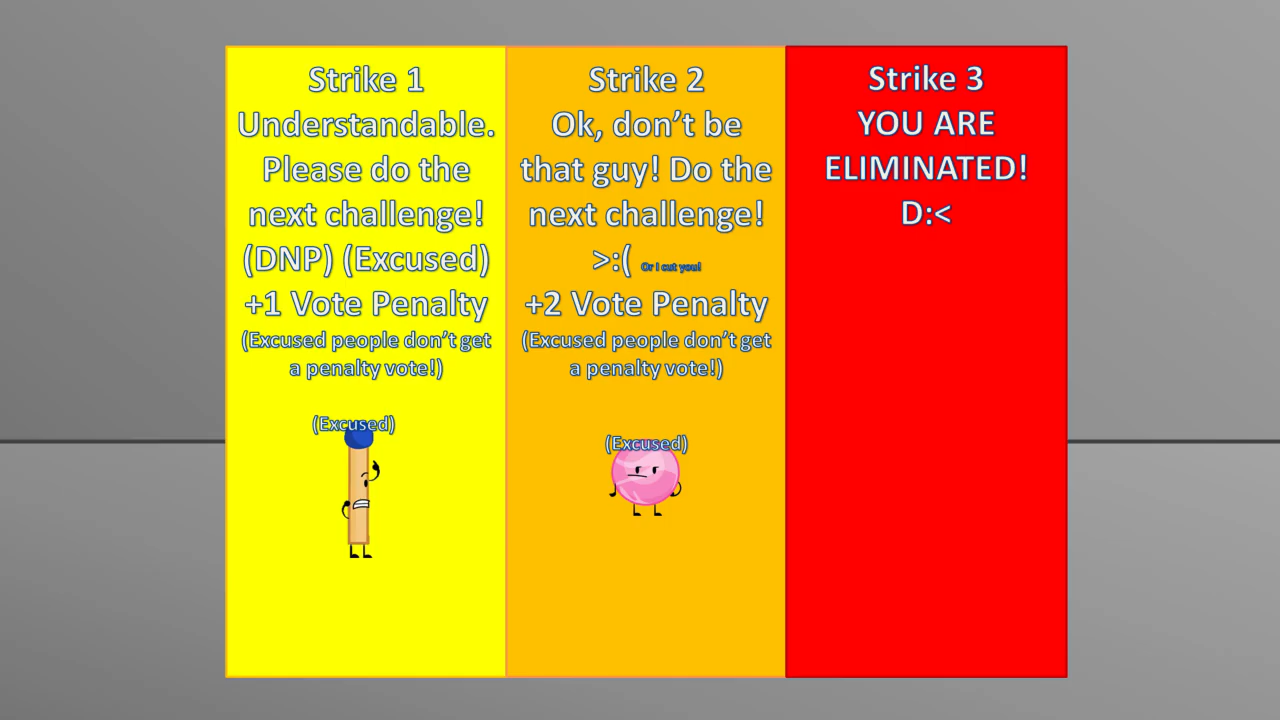 Strike 1
Understandable.
Please do the
next challenge!
(DNP) (Excused)
+1 Vote Penalty
(Excused people don't get
a penalty vote!)
(Excused)
Strike 2
Ok, don't be
that guy! Do the
next challenge!
>:( Or I cut you!
+2 Vote Penalty
(Excused people don't get
a penalty vote!)
(Excused)
Strike 3
YOU ARE
ELIMINATED!
D:<